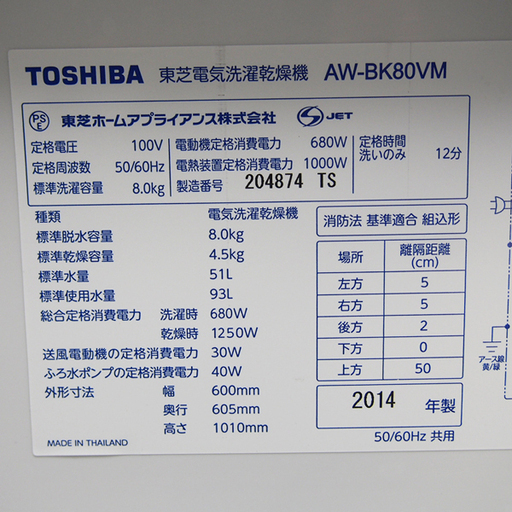 TOSHIBA 東芝電気洗濯乾燥機 AW-BK80VM
PSE 東芝ホームアプライアンス株式会社 S JET
定格電圧 100V 電動機定格消費電力 680W 定格時間
定格周波数 50/60Hz 電熱装置定格消費電力 1000W 洗いのみ 12分
標準洗濯容量 8.0kg 製造番号 204874 TS
種類 電気洗濯乾燥機
標準脱水容量 8.0kg
標準乾燥容量 4.5kg
標準水量 51L
標準使用水量 93L
総合定格消費電力 洗濯時 680W
乾燥時 1250W
送風電動機の定格消費電力 30W
ふろ水ポンプの定格消費電力 40W
外形寸法 幅 600mm
奥行 605mm
高さ 1010mm
MADE IN THAILAND
消防法 基準適合 組込形
場所 離隔距離
(cm)
左方 5
右方 5
後方 2
下方 0
上方 50
2014 年製
50/60Hz 共用
アース線
黄/緑